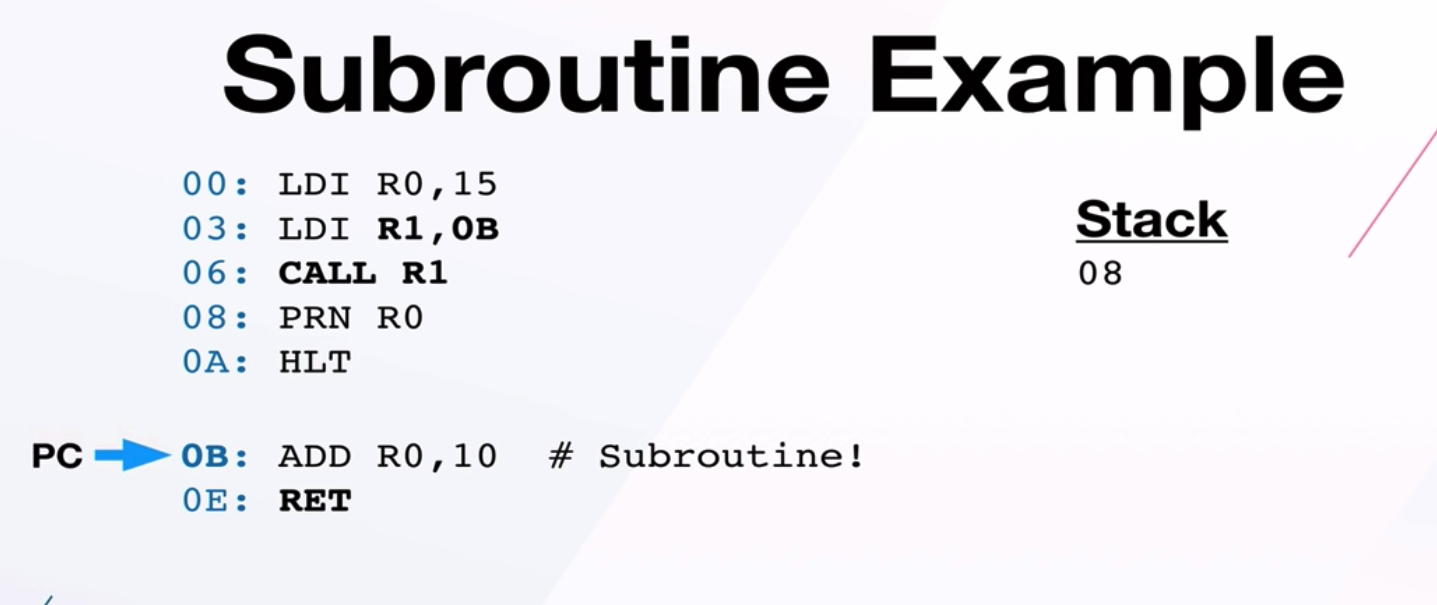 Subroutine Example
00: LDI R0,15
03: LDI R1,0B
06: CALL R1
08: PRN R0
0A: HLT
Stack
08
PC
0B: ADD R0,10 # Subroutine!
0E: RET